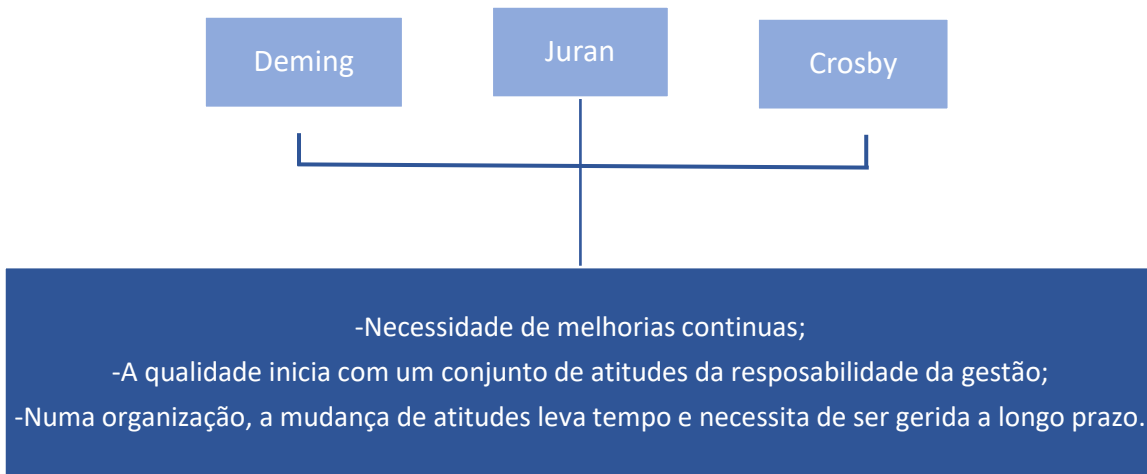 Deming
Juran
Crosby
-Necessidade de melhorias continuas;
-A qualidade inicia com um conjunto de atitudes da resposabilidade da gestão;
-Numa organização, a mudança de atitudes leva tempo e necessita de ser gerida a longo prazo.